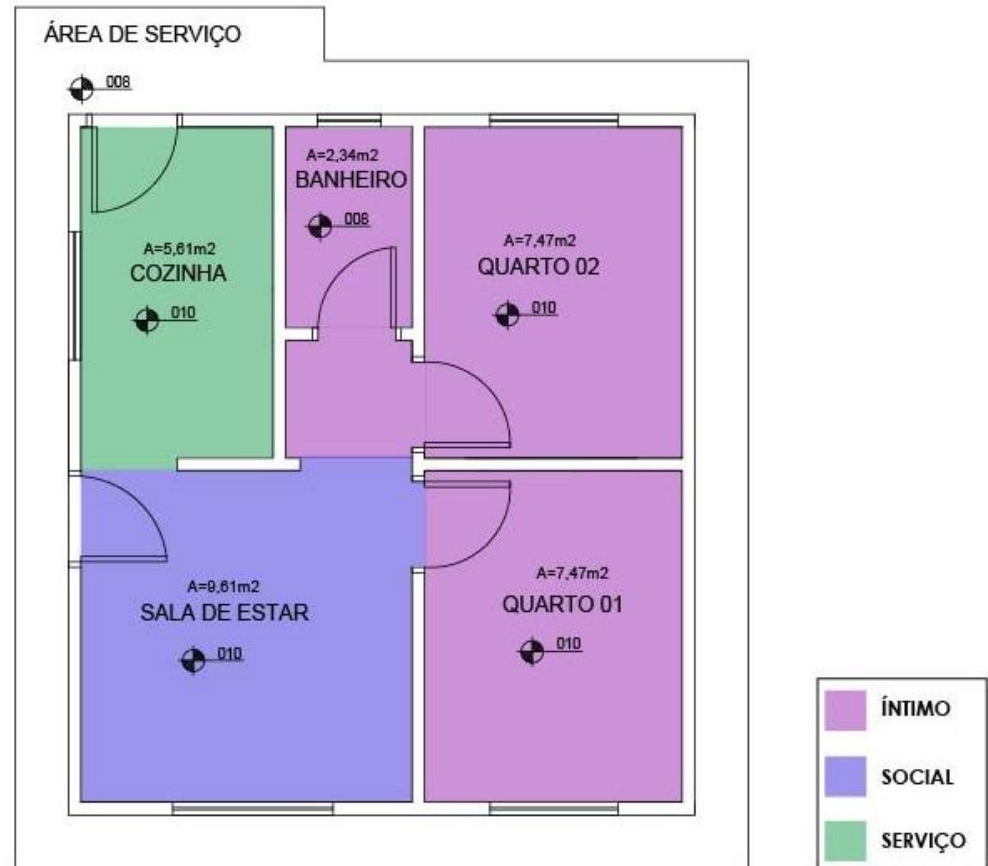 ÁREA DE SERVIÇO
008
A=2,34m2
BANHEIRO
008
A=5,61m2
COZINHA
010
A=7,47m2
QUARTO 02
010
A=9,61m2
SALA DE ESTAR
010
A=7,47m2
QUARTO 01
010
ÍNTIMO
SOCIAL
SERVIÇO